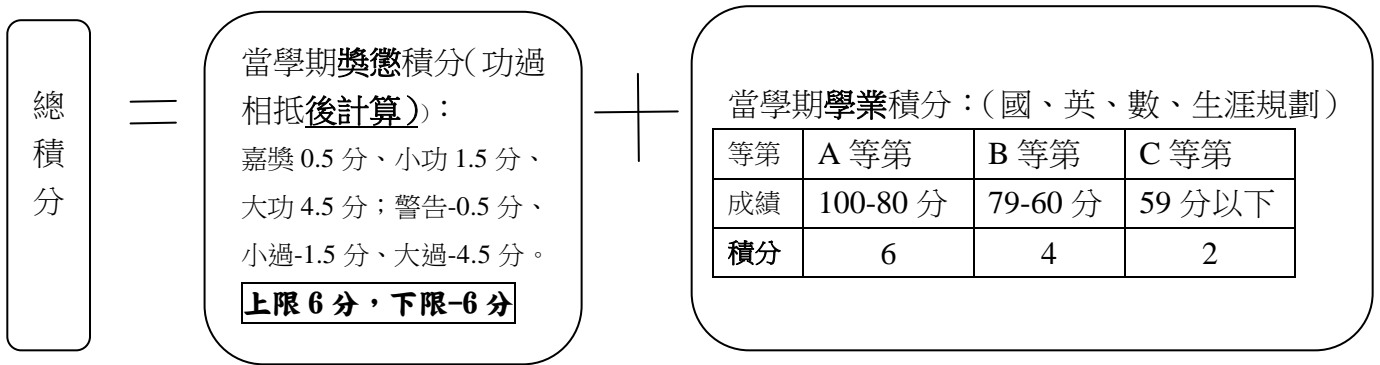 總
積
分
當學期獎懲積分（功過
相抵後計算））：
嘉獎 0.5 分、小功 1.5 分、
大功 4.5 分；警告-0.5 分、
小過-1.5 分、大過-4.5 分。
上限 6 分，下限-6 分
當學期學業積分：（國、英、數、生涯規劃）
等第 A 等第 B 等第 C 等第
成績 100-80 分 79-60 分 59 分以下
積分 6 4 2